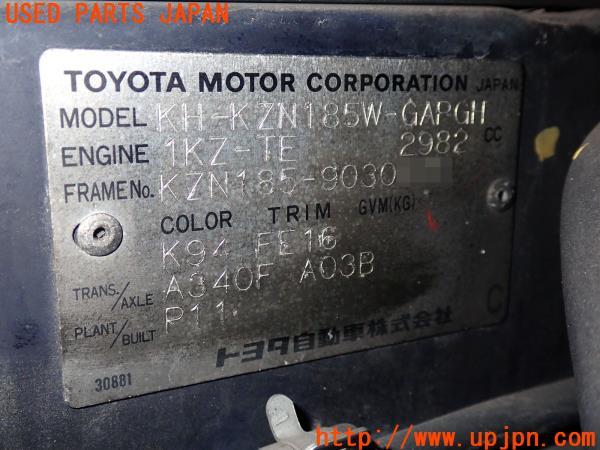 USED PARTS JAPAN
TOYOTA MOTOR CORPORATION JAPAN
MODEL KH-KZN185W-GAPGH
ENGINE 1KZ-TE 2982 CC
FRAME No. KZN185-9030
COLOR TRIM GVM(KG)
K94 FE16
TRANS./AXLE A340F A03B
PLANT/BUILT P11
C
トヨタ自動車株式会社
30881
UPJ http://www.upjpn.com/